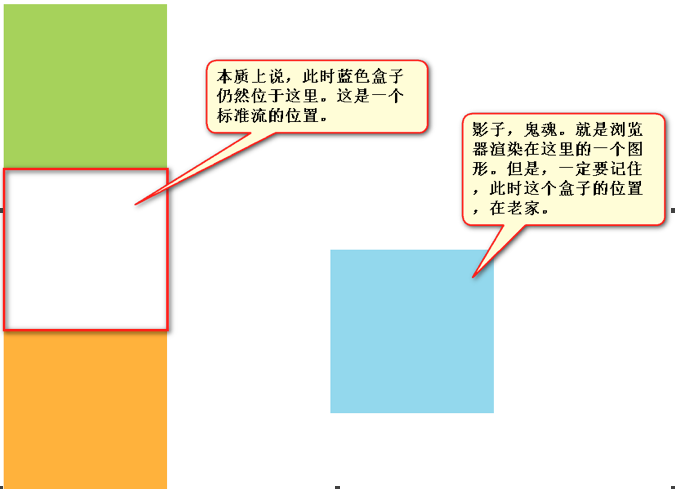 本质上说，此时蓝色盒子
仍然位于这里。这是一个
标准流的位置。
影子，鬼魂。就是浏览
器渲染在这里的一个图
形。但是，一定要记住
，此时这个盒子的位置
，在老家。